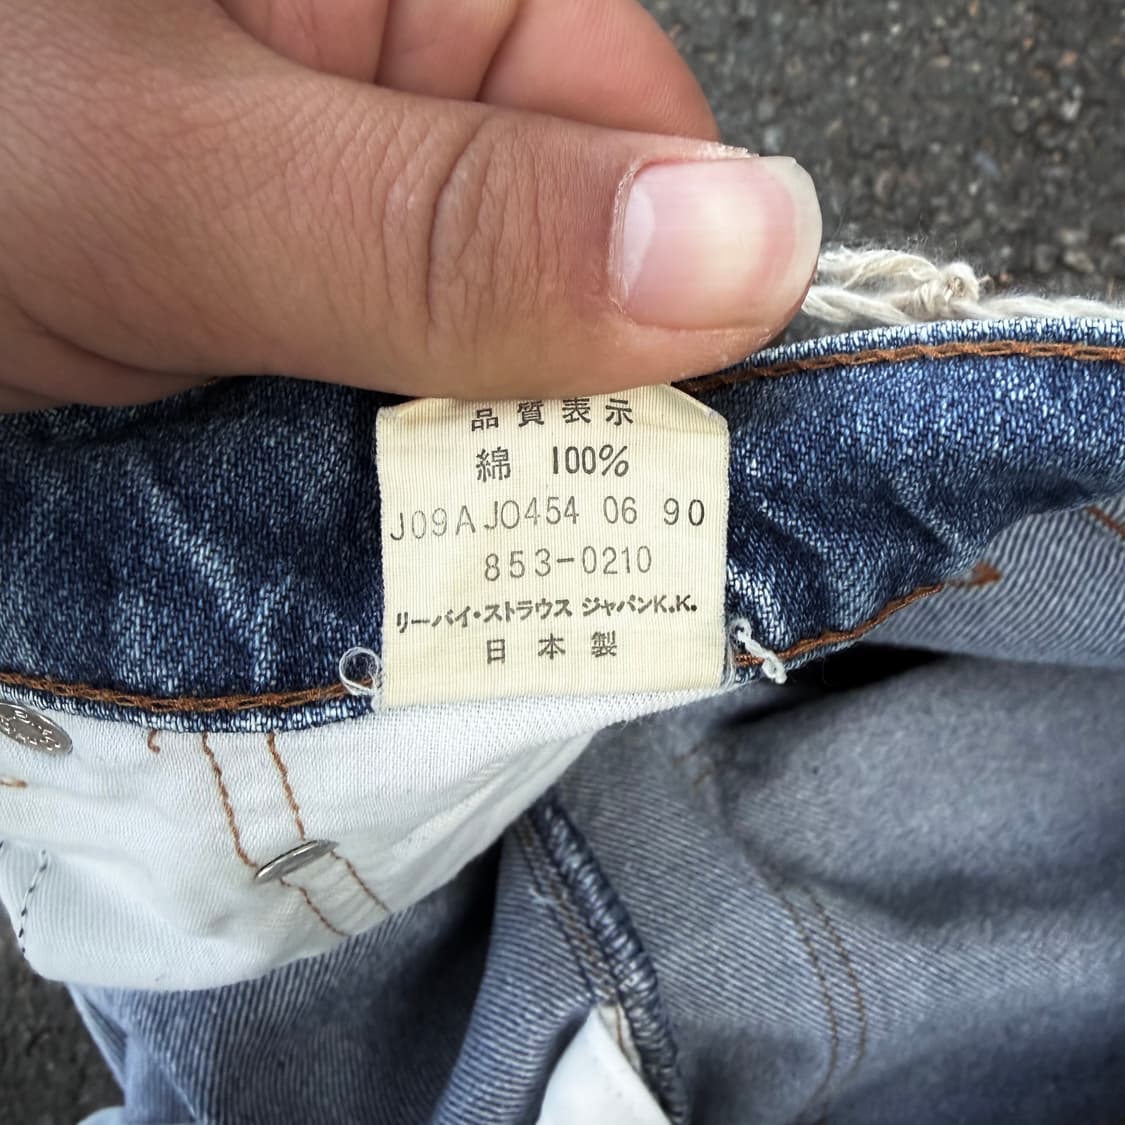 品質表示
綿 100%
J09A J0454 06 90
853-0210
リーバイ・ストラウス ジャパンK.K.
日本製